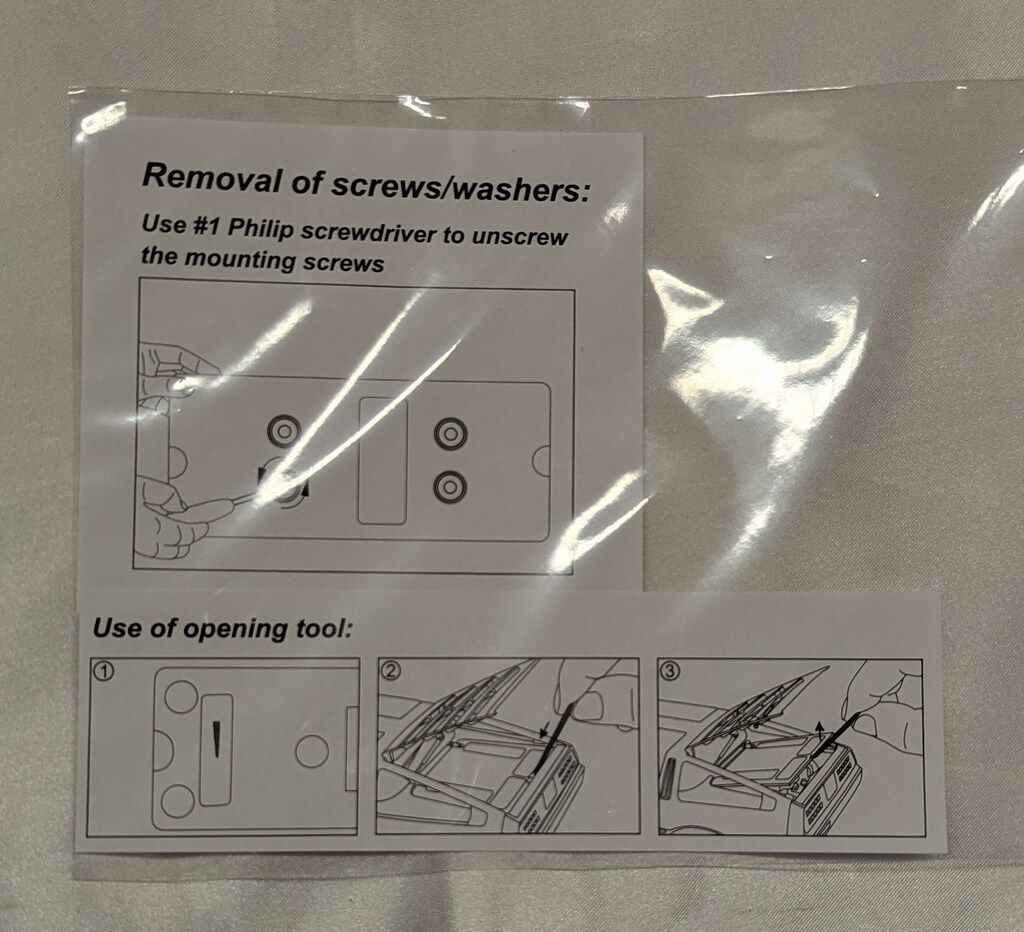 Removal of screws/washers:
Use #1 Philip screwdriver to unscrew
the mounting screws
Use of opening tool:
①
②
③